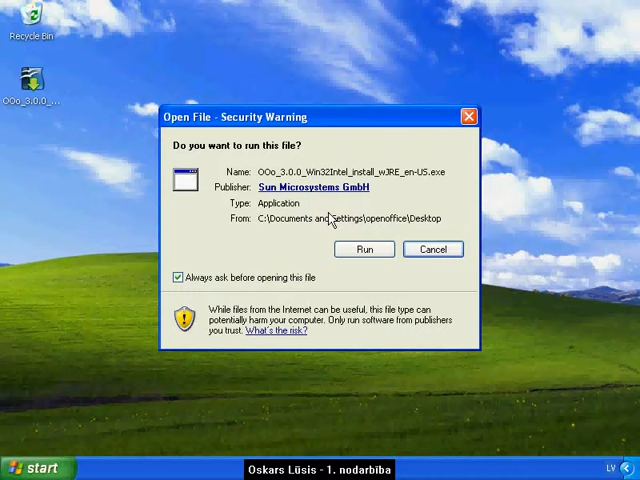 Recycle Bin
OOo_3.0.0_...
Open File - Security Warning
Do you want to run this file?
Name: OOo_3.0.0_Win32Intel_install_wJRE_en-US.exe
Publisher: Sun Microsystems GmbH
Type: Application
From: C:\Documents and Settings\openoffice\Desktop
Run
Cancel
Always ask before opening this file
While files from the Internet can be useful, this file type can
potentially harm your computer. Only run software from publishers
you trust. What's the risk?
start
Oskars Lūsis - 1. nodarbība
LV